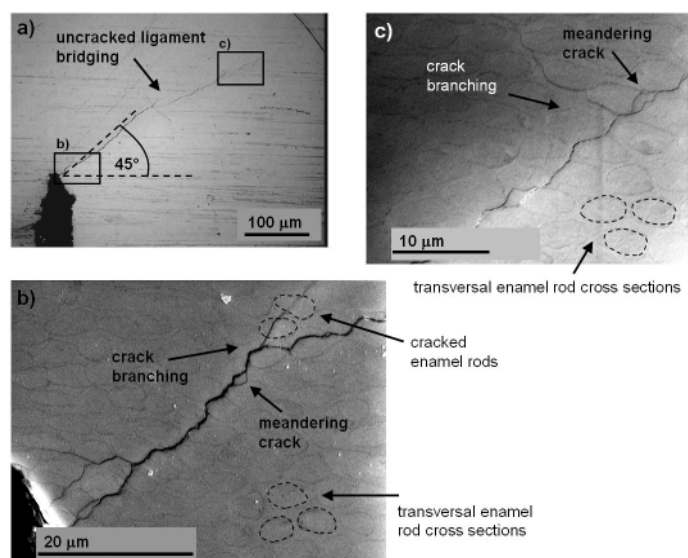 a)
uncracked ligament
bridging
c)
b)
45°
100 µm
c)
meandering
crack
crack
branching
10 µm
transversal enamel rod cross sections
b)
crack
branching
cracked
enamel rods
meandering
crack
transversal enamel
rod cross sections
20 µm